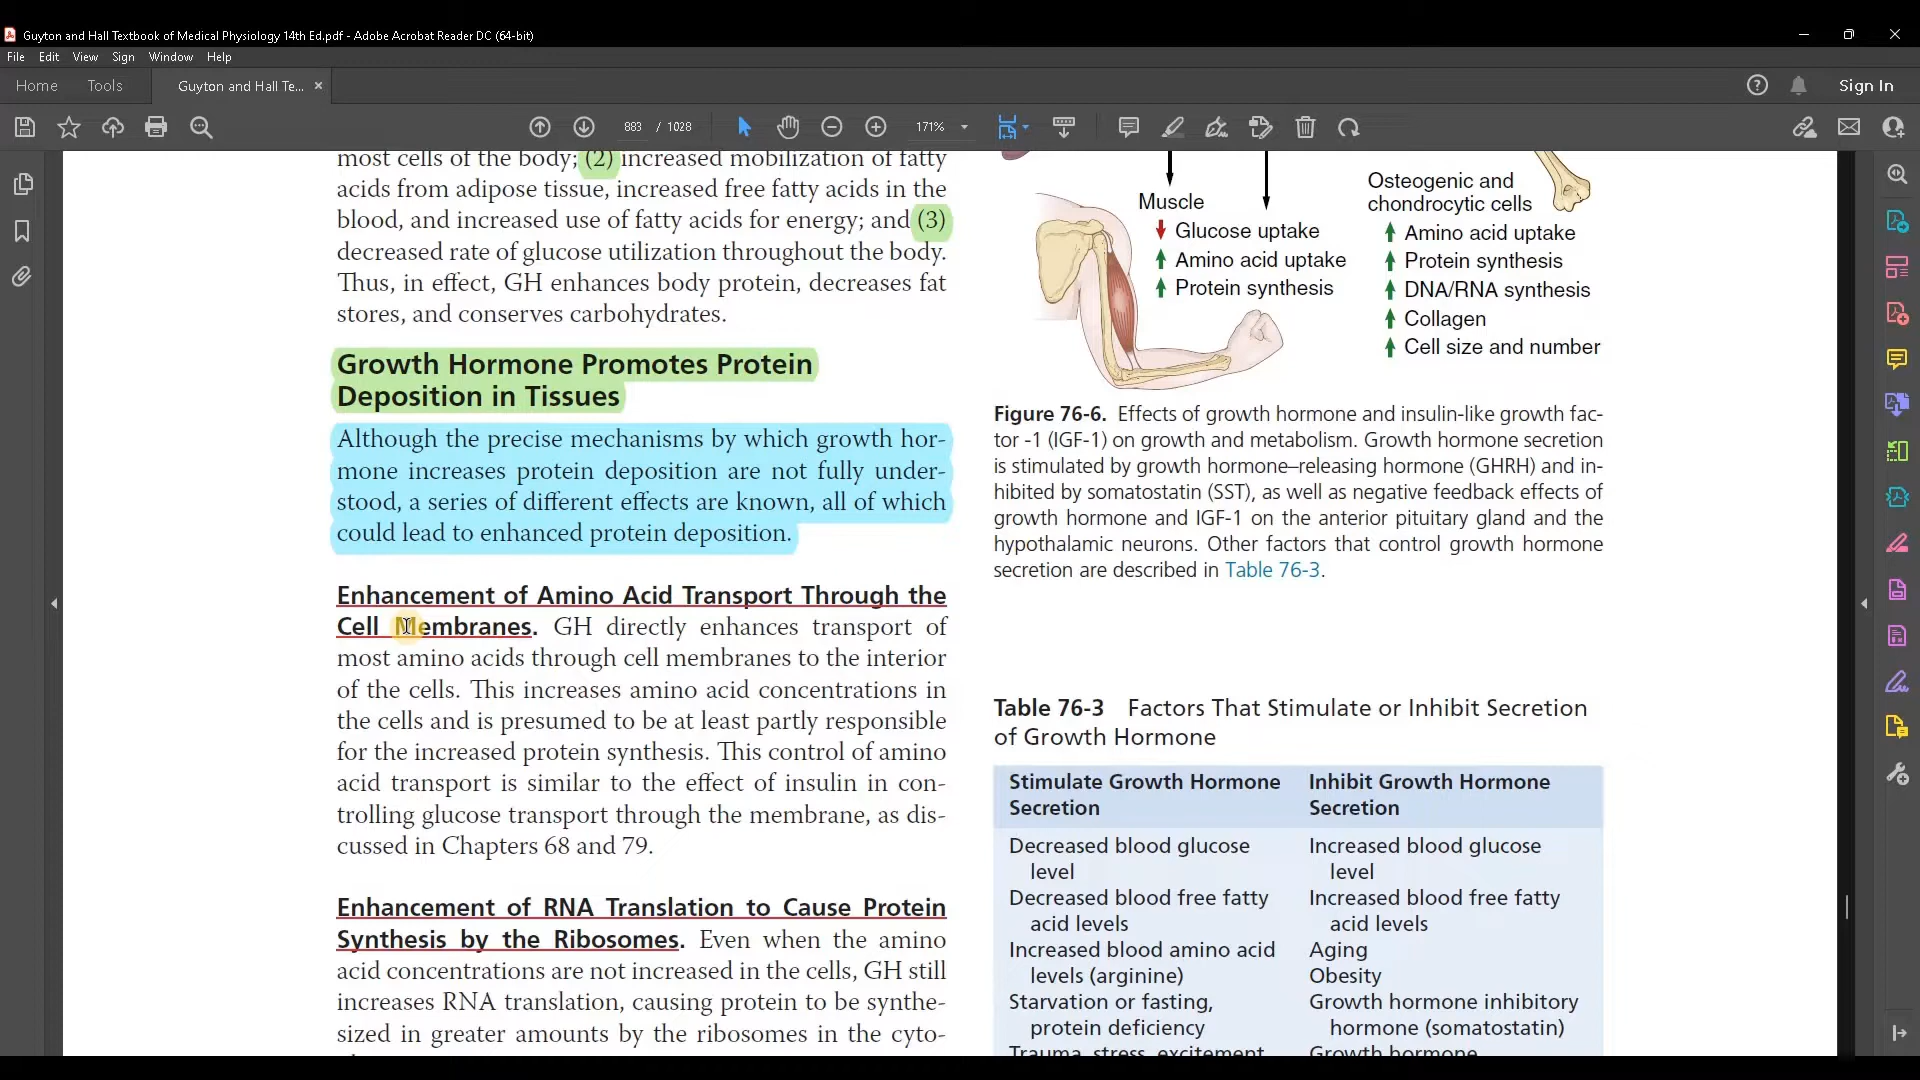 Guyton and Hall Textbook of Medical Physiology 14th Ed.pdf - Adobe Acrobat Reader DC (64-bit)
File Edit View Sign Window Help
Home Tools Guyton and Hall Te... × Sign In
883 / 1028 171%
most cells of the body; (2) increased mobilization of fatty
acids from adipose tissue, increased free fatty acids in the
blood, and increased use of fatty acids for energy; and (3)
decreased rate of glucose utilization throughout the body.
Thus, in effect, GH enhances body protein, decreases fat
stores, and conserves carbohydrates.
Growth Hormone Promotes Protein
Deposition in Tissues
Although the precise mechanisms by which growth hor-
mone increases protein deposition are not fully under-
stood, a series of different effects are known, all of which
could lead to enhanced protein deposition.
Enhancement of Amino Acid Transport Through the
Cell Membranes. GH directly enhances transport of
most amino acids through cell membranes to the interior
of the cells. This increases amino acid concentrations in
the cells and is presumed to be at least partly responsible
for the increased protein synthesis. This control of amino
acid transport is similar to the effect of insulin in con-
trolling glucose transport through the membrane, as dis-
cussed in Chapters 68 and 79.
Enhancement of RNA Translation to Cause Protein
Synthesis by the Ribosomes. Even when the amino
acid concentrations are not increased in the cells, GH still
increases RNA translation, causing protein to be synthe-
sized in greater amounts by the ribosomes in the cyto-
Muscle
Glucose uptake
Amino acid uptake
Protein synthesis
Osteogenic and
chondrocytic cells
Amino acid uptake
Protein synthesis
DNA/RNA synthesis
Collagen
Cell size and number
Figure 76-6. Effects of growth hormone and insulin-like growth fac-
tor -1 (IGF-1) on growth and metabolism. Growth hormone secretion
is stimulated by growth hormone–releasing hormone (GHRH) and in-
hibited by somatostatin (SST), as well as negative feedback effects of
growth hormone and IGF-1 on the anterior pituitary gland and the
hypothalamic neurons. Other factors that control growth hormone
secretion are described in Table 76-3.
Table 76-3 Factors That Stimulate or Inhibit Secretion
of Growth Hormone
Stimulate Growth Hormone
Secretion
Inhibit Growth Hormone
Secretion
Decreased blood glucose
level
Increased blood glucose
level
Decreased blood free fatty
acid levels
Increased blood free fatty
acid levels
Increased blood amino acid
levels (arginine)
Aging
Obesity
Starvation or fasting,
protein deficiency
Growth hormone inhibitory
hormone (somatostatin)
Trauma, stress, excitement
Growth hormone